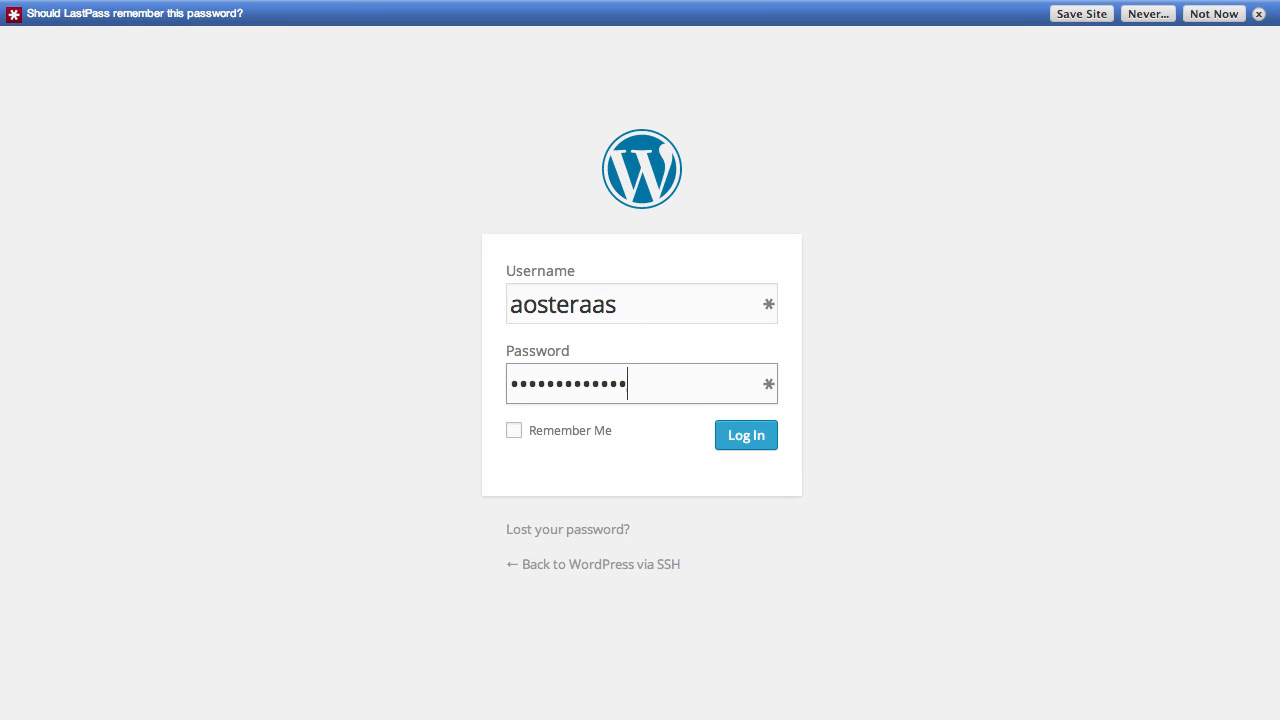 Should LastPass remember this password?
Save Site Never... Not Now
Username
aosteraas
Password
•••••••••••••
Remember Me
Log In
Lost your password?
← Back to WordPress via SSH